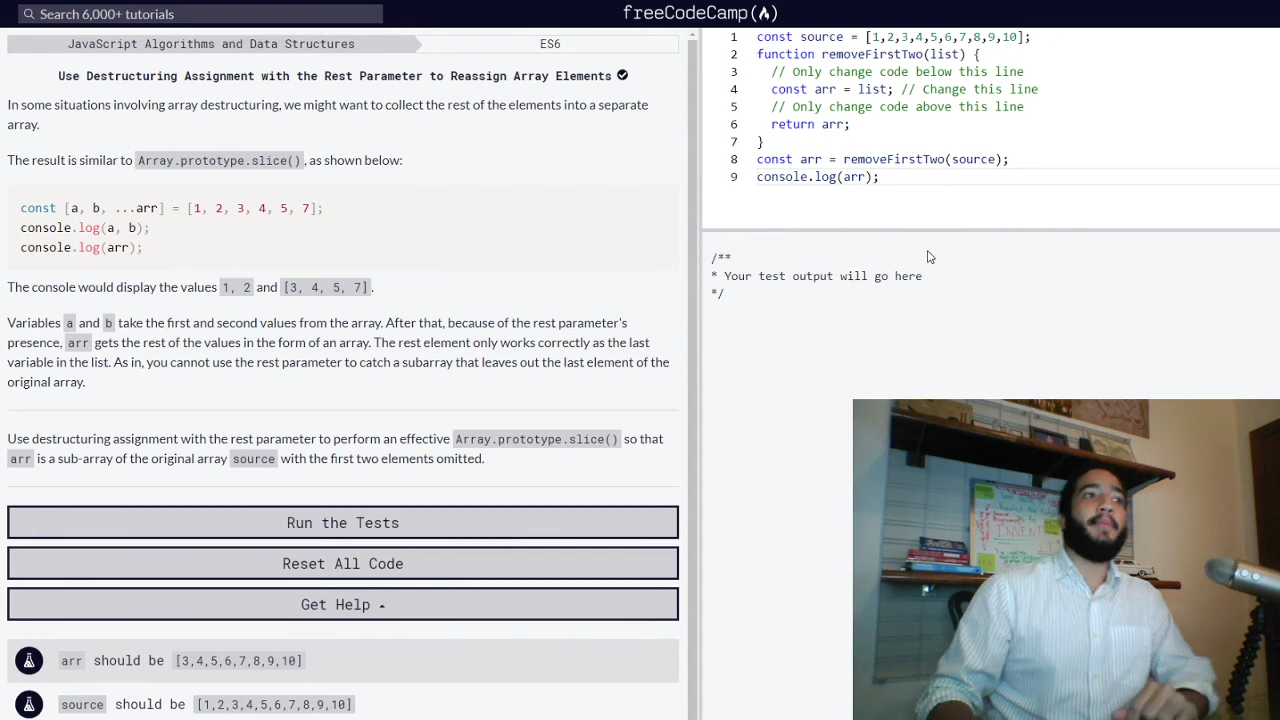 Search 6,000+ tutorials
freeCodeCamp(🔥)
JavaScript Algorithms and Data Structures
ES6
Use Destructuring Assignment with the Rest Parameter to Reassign Array Elements
In some situations involving array destructuring, we might want to collect the rest of the elements into a separate
array.
The result is similar to Array.prototype.slice(), as shown below:
const [a, b, ...arr] = [1, 2, 3, 4, 5, 7];
console.log(a, b);
console.log(arr);
The console would display the values 1, 2 and [3, 4, 5, 7].
Variables a and b take the first and second values from the array. After that, because of the rest parameter's
presence, arr gets the rest of the values in the form of an array. The rest element only works correctly as the last
variable in the list. As in, you cannot use the rest parameter to catch a subarray that leaves out the last element of the
original array.
Use destructuring assignment with the rest parameter to perform an effective Array.prototype.slice() so that
arr is a sub-array of the original array source with the first two elements omitted.
Run the Tests
Reset All Code
Get Help
arr should be [3,4,5,6,7,8,9,10]
source should be [1,2,3,4,5,6,7,8,9,10]
1 const source = [1,2,3,4,5,6,7,8,9,10];
2 function removeFirstTwo(list) {
3 // Only change code below this line
4 const arr = list; // Change this line
5 // Only change code above this line
6 return arr;
7 }
8 const arr = removeFirstTwo(source);
9 console.log(arr);
/**
* Your test output will go here
*/
INVENT